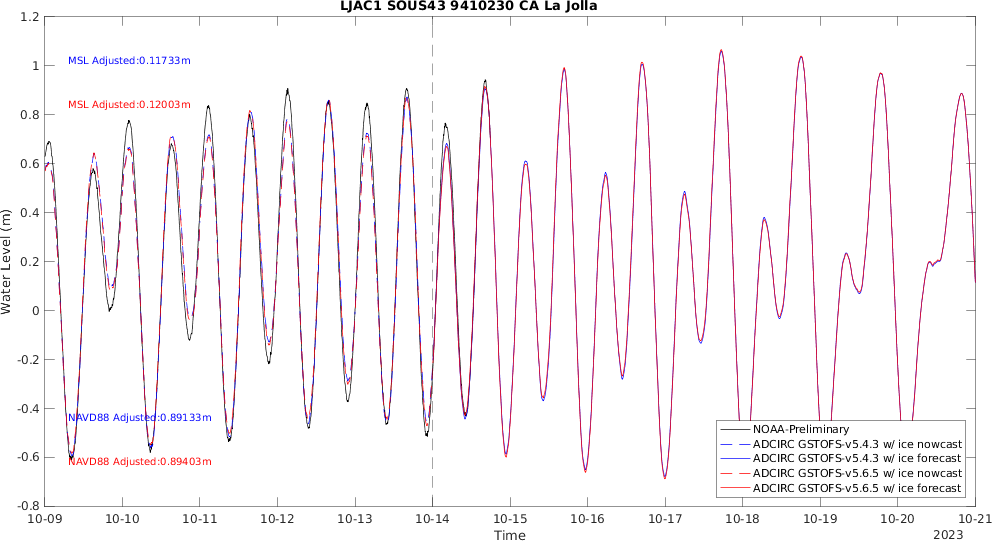 LJAC1 SOUS43 9410230 CA La Jolla
1.2
1
0.8
0.6
0.4
0.2
0
-0.2
-0.4
-0.6
-0.8
Water Level (m)
MSL Adjusted:0.11733m
MSL Adjusted:0.12003m
NAVD88 Adjusted:0.89133m
NAVD88 Adjusted:0.89403m
NOAA-Preliminary
ADCIRC GSTOFS-v5.4.3 w/ ice nowcast
ADCIRC GSTOFS-v5.4.3 w/ ice forecast
ADCIRC GSTOFS-v5.6.5 w/ ice nowcast
ADCIRC GSTOFS-v5.6.5 w/ ice forecast
10-09 10-10 10-11 10-12 10-13 10-14 10-15 10-16 10-17 10-18 10-19 10-20 10-21
Time
2023